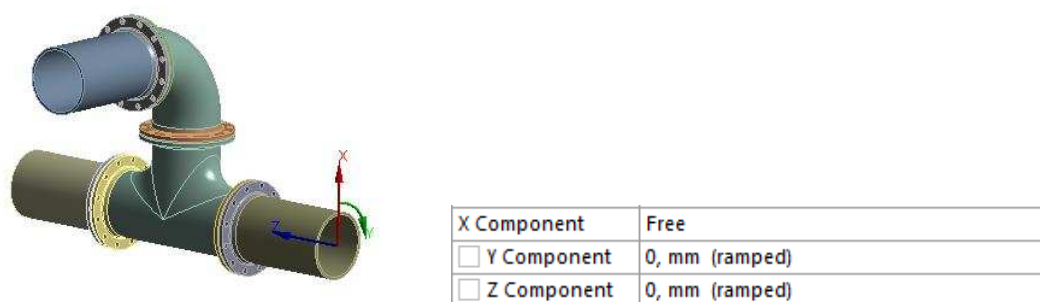 X
Z
Y
X Component Free
Y Component 0, mm (ramped)
Z Component 0, mm (ramped)